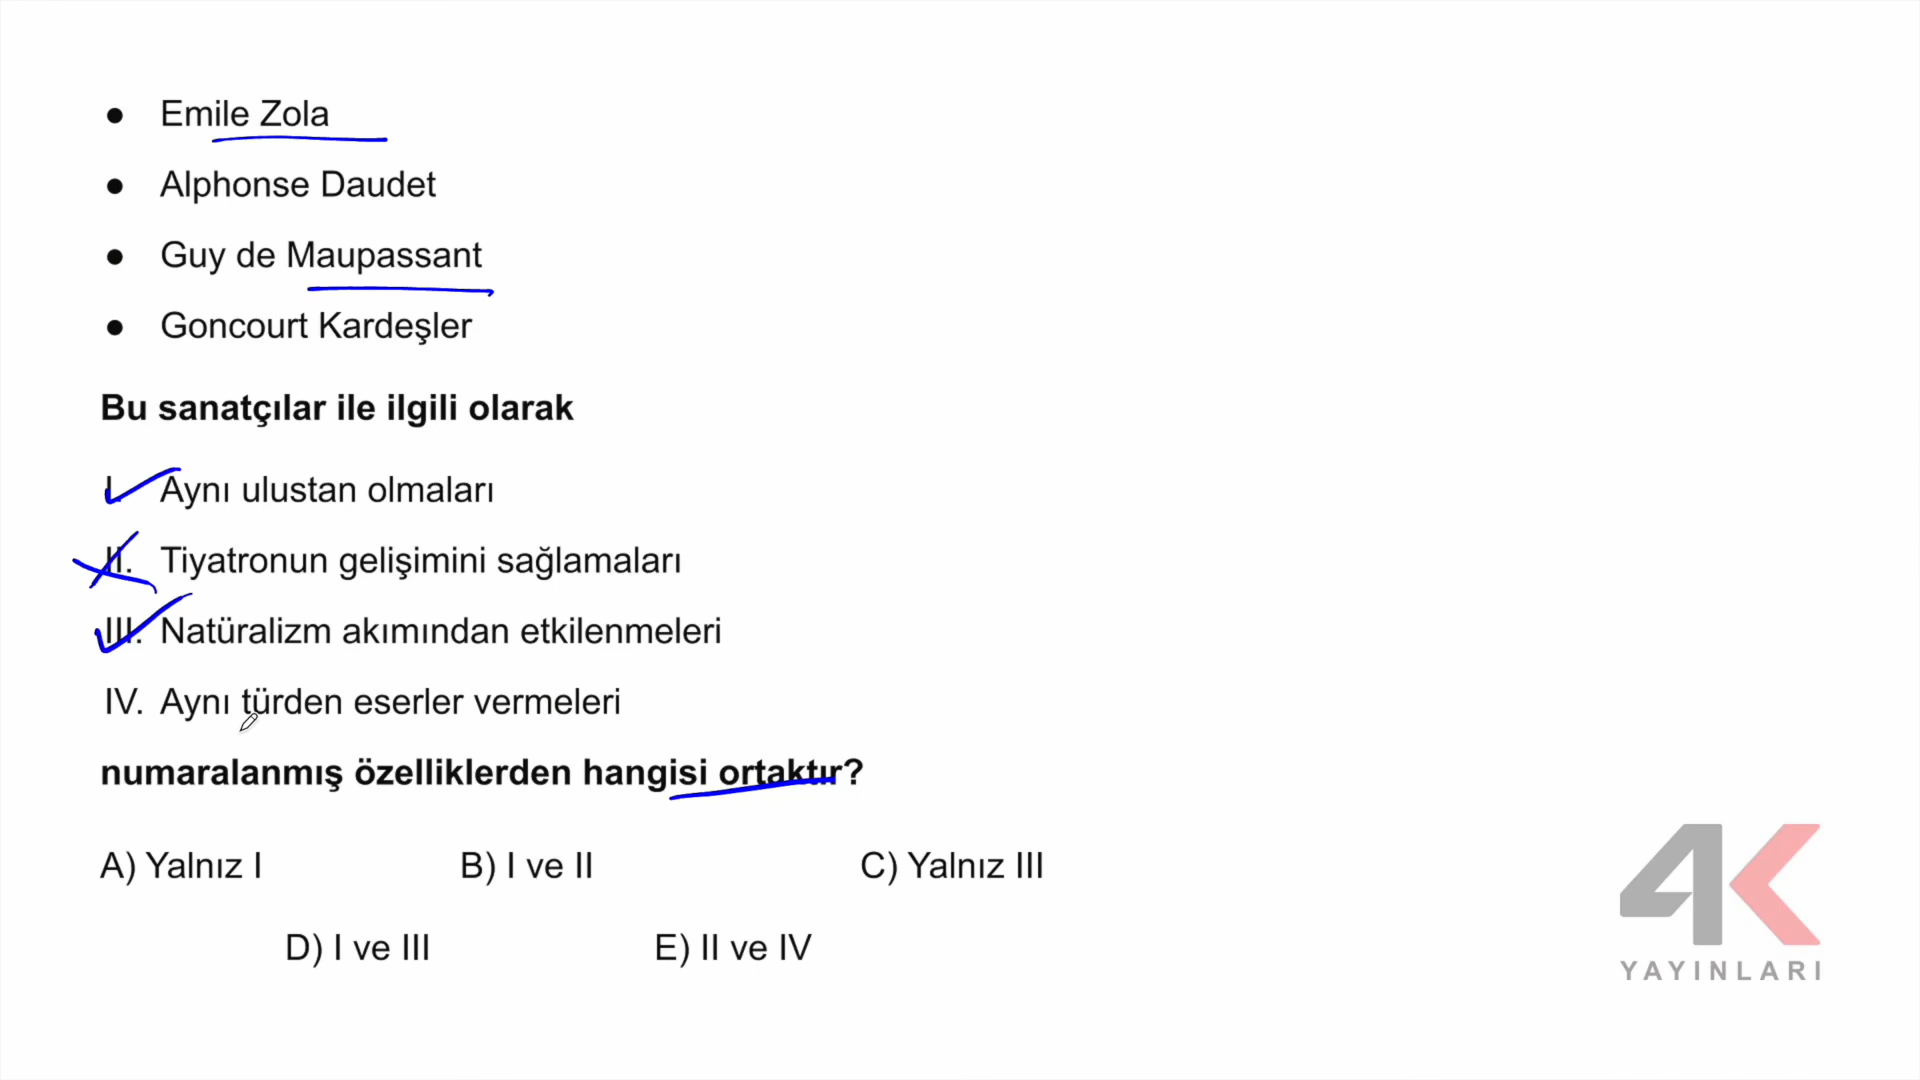 ● Emile Zola
● Alphonse Daudet
● Guy de Maupassant
● Goncourt Kardeşler
Bu sanatçılar ile ilgili olarak
I. Aynı ulustan olmaları
II. Tiyatronun gelişimini sağlamaları
III. Natüralizm akımından etkilenmeleri
IV. Aynı türden eserler vermeleri
numaralanmış özelliklerden hangisi ortaktır?
A) Yalnız I B) I ve II C) Yalnız III
D) I ve III E) II ve IV
4K
YAYINLARI